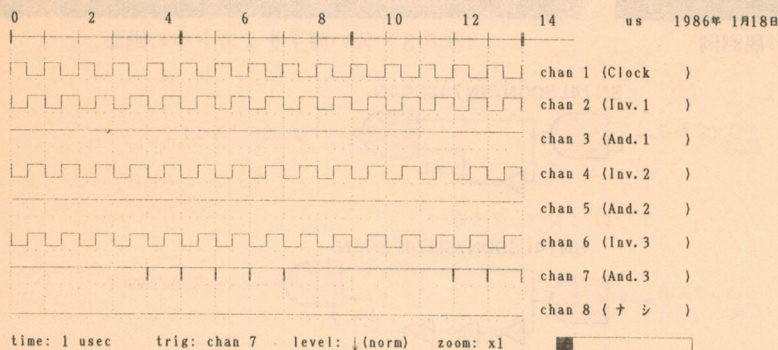 0 2 4 6 8 10 12 14 us 1986年 1月18日
chan 1 (Clock )
chan 2 (Inv.1 )
chan 3 (And.1 )
chan 4 (Inv.2 )
chan 5 (And.2 )
chan 6 (Inv.3 )
chan 7 (And.3 )
chan 8 (ナシ )
time: 1 usec trig: chan 7 level: ↓(norm) zoom: x1